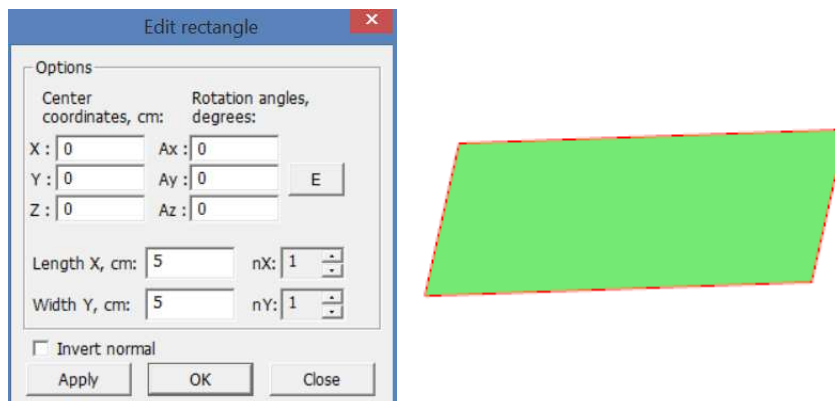 Edit rectangle
Options
Center coordinates, cm:
Rotation angles, degrees:
X : 0 Ax : 0
Y : 0 Ay : 0 E
Z : 0 Az : 0
Length X, cm: 5 nX: 1
Width Y, cm: 5 nY: 1
Invert normal
Apply OK Close